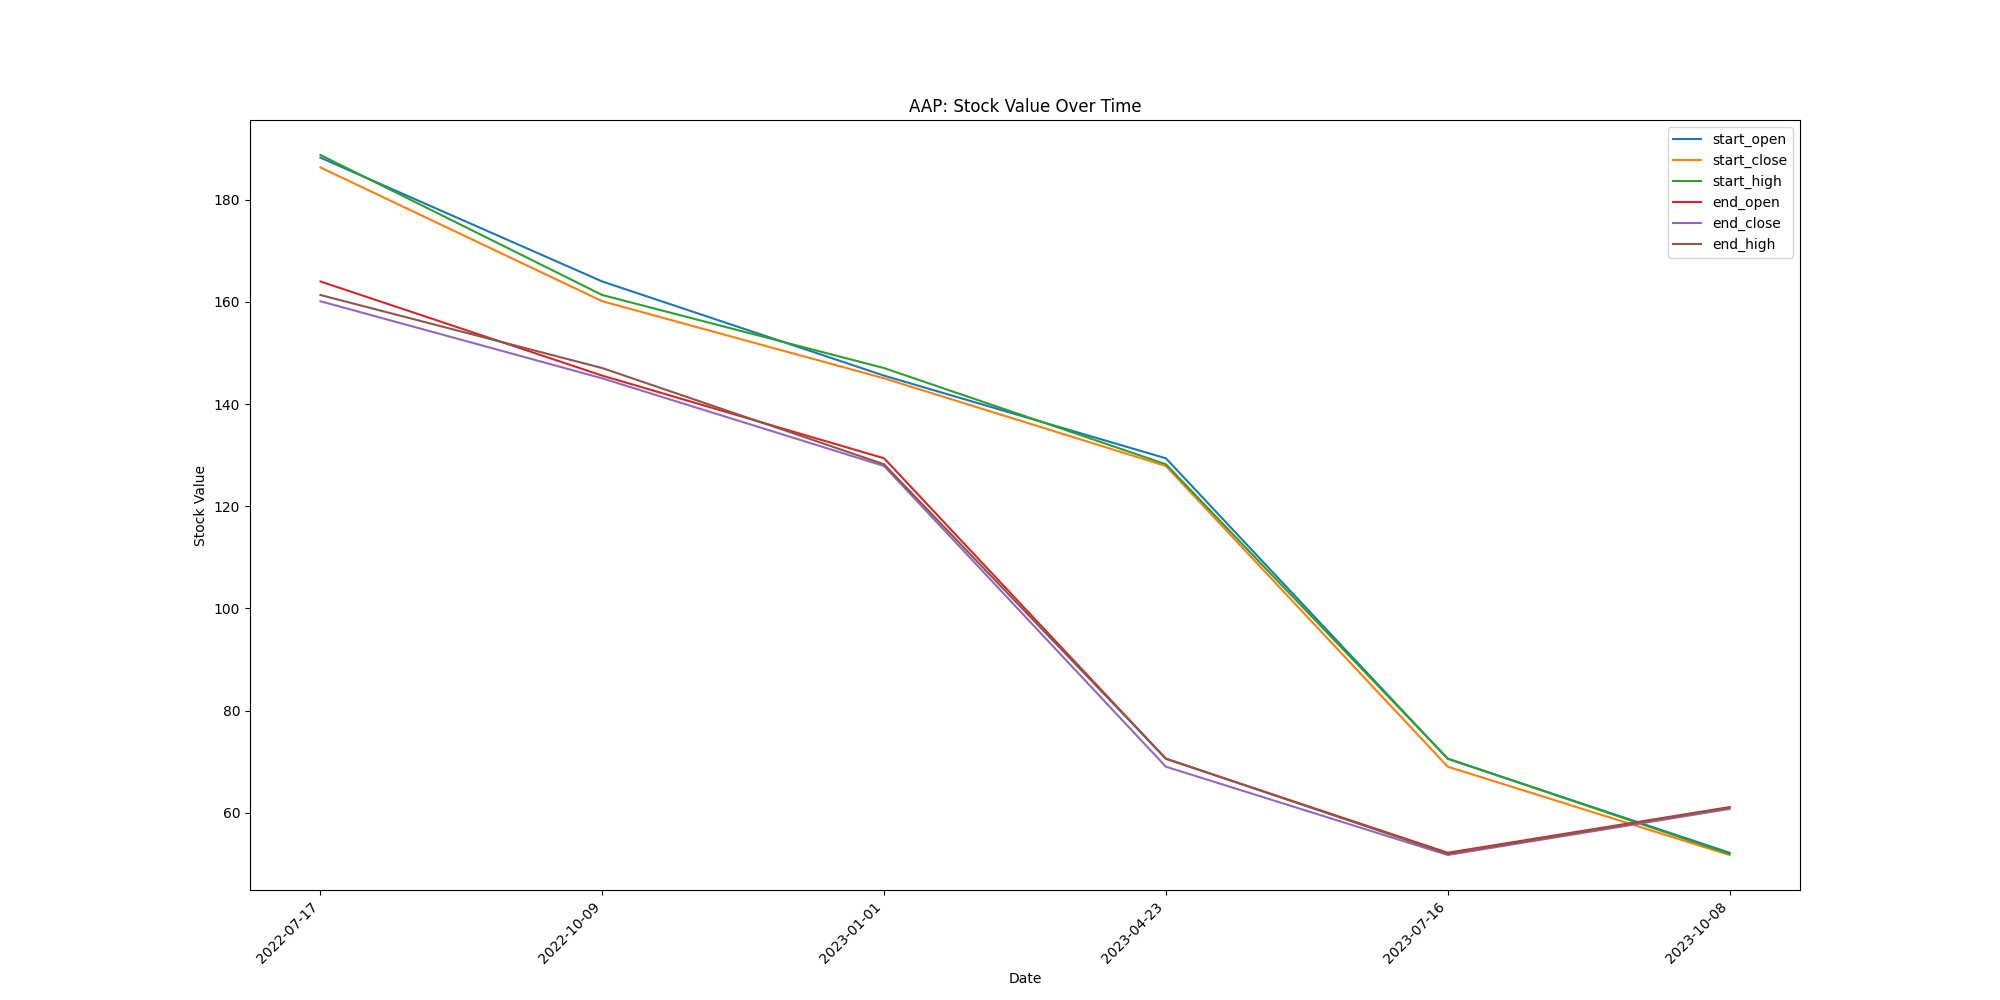 AAP: Stock Value Over Time
start_open
start_close
start_high
end_open
end_close
end_high
Stock Value
180
160
140
120
100
80
60
2022-07-17
2022-10-09
2023-01-01
2023-04-23
2023-07-16
2023-10-08
Date